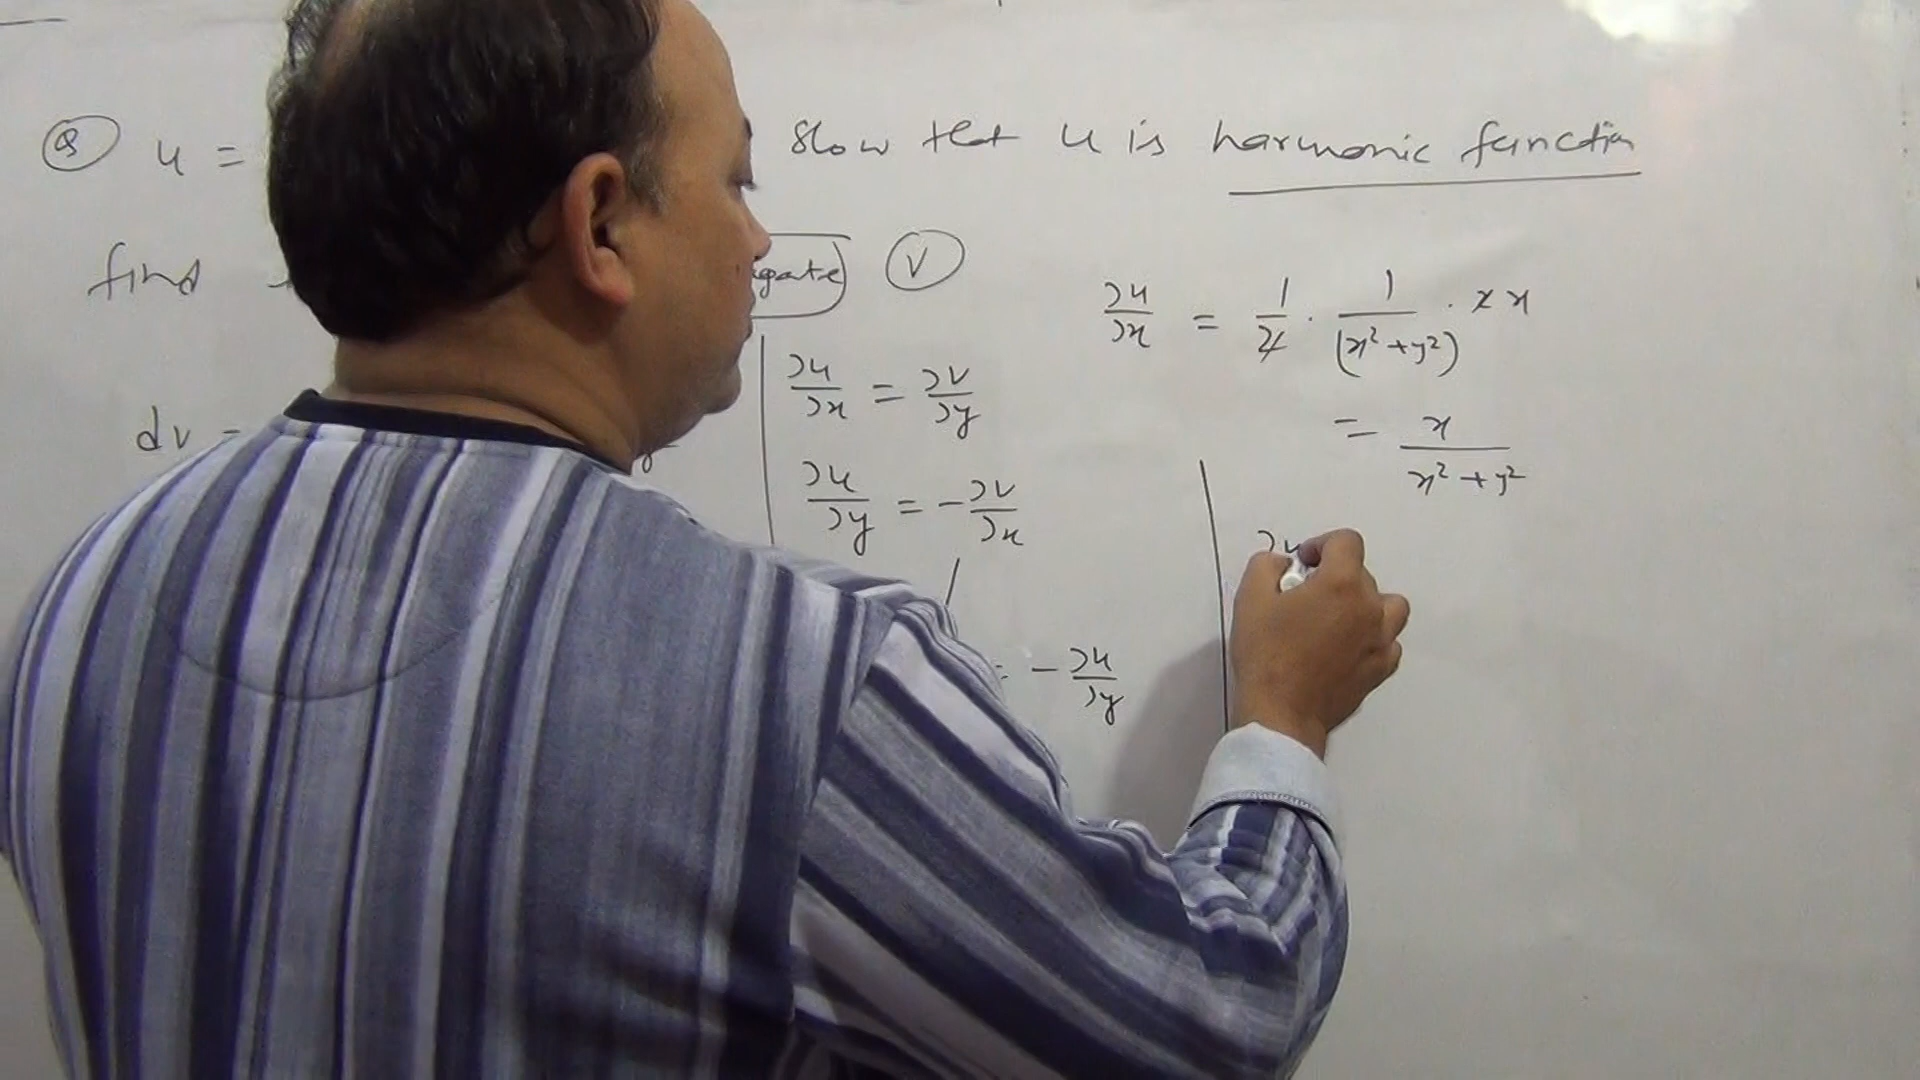 Q u = Show that u is harmonic function
find gate) V
∂u/∂x = 1/2 · 1/(x²+y²) · 2x
∂u/∂x = ∂v/∂y
dv =
= x/(x²+y²)
∂u/∂y = -∂v/∂x
∂u
= -∂u/∂y